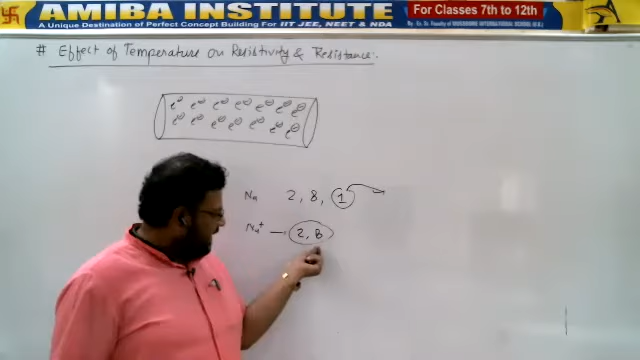 AMIBA INSTITUTE
A Unique Destination of Perfect Concept Building For IIT JEE, NEET & NDA
For Classes 7th to 12th
# Effect of Temperature on Resistivity & Resistance.
e⊖ e⊖ e⊖ e⊖ e⊖ e⊖ e⊖
e⊖ e⊖ e⊖ e⊖ e⊖ e⊖ e⊖
Na 2, 8, 1
Na+ — 2, 8